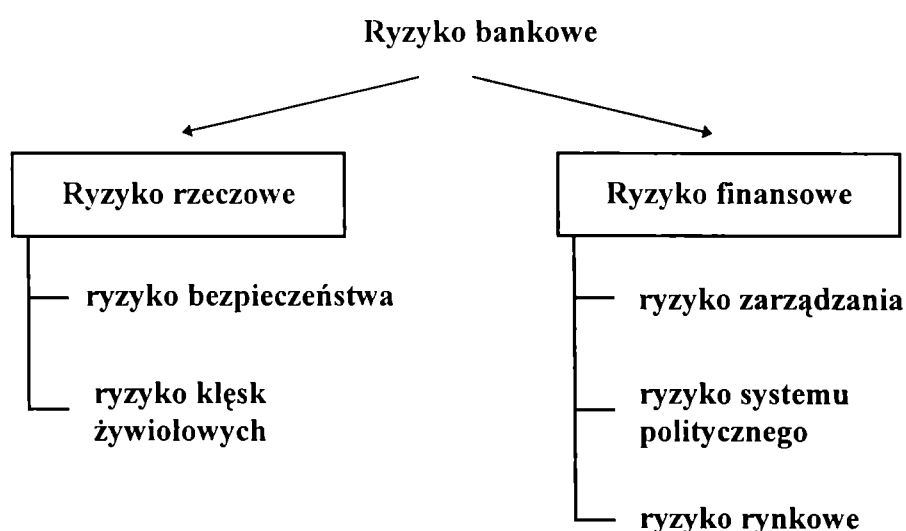 Ryzyko bankowe
Ryzyko rzeczowe
ryzyko bezpieczeństwa
ryzyko klęsk
żywiołowych
Ryzyko finansowe
ryzyko zarządzania
ryzyko systemu
politycznego
ryzyko rynkowe